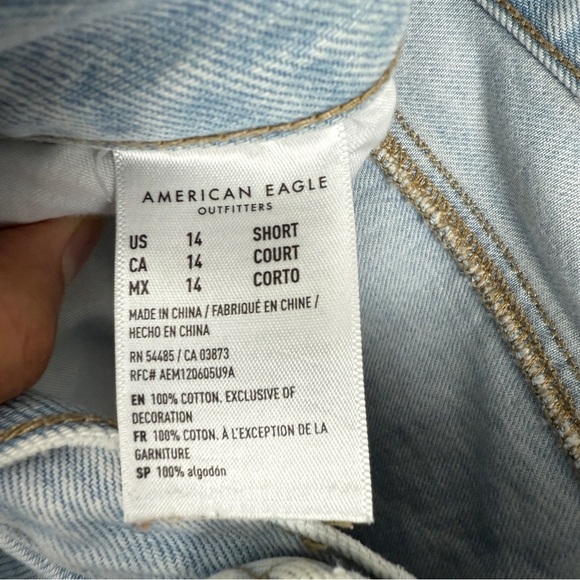 AMERICAN EAGLE
OUTFITTERS
US 14 SHORT
CA 14 COURT
MX 14 CORTO
MADE IN CHINA / FABRIQUÉ EN CHINE /
HECHO EN CHINA
RN 54485 / CA 03873
RFC# AEM120605U9A
EN 100% COTTON. EXCLUSIVE OF
DECORATION
FR 100% COTON. À L'EXCEPTION DE LA
GARNITURE
SP 100% algodón